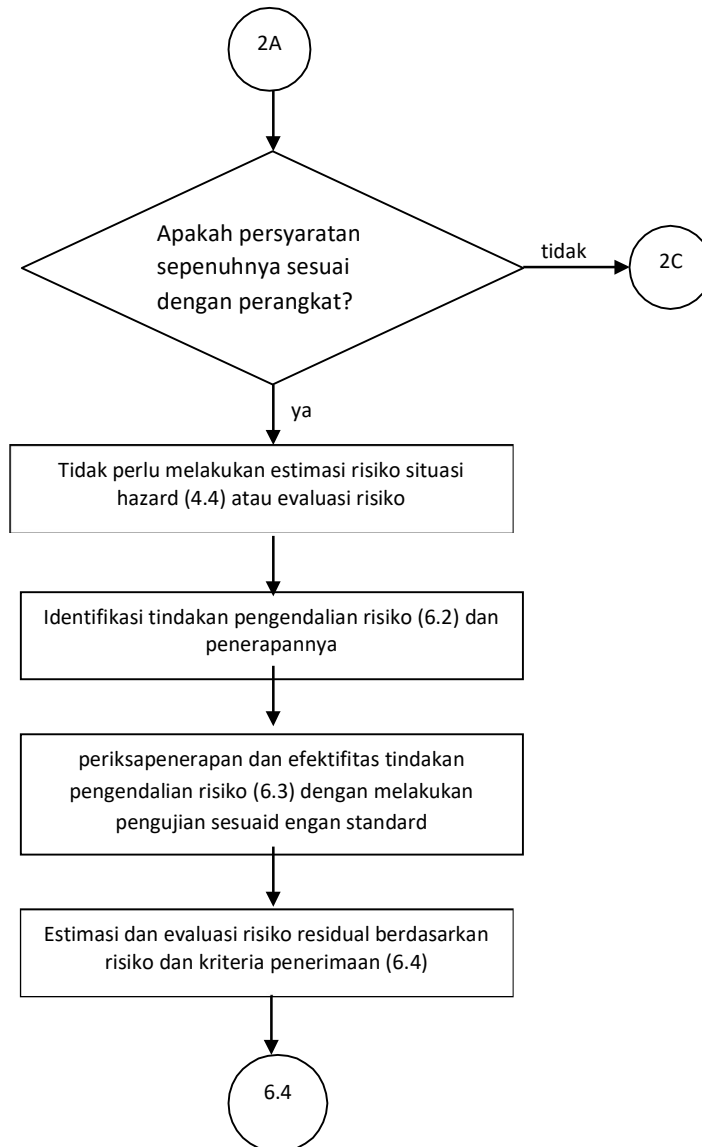 2A
Apakah persyaratan
sepenuhnya sesuai
dengan perangkat?
tidak
2C
ya
Tidak perlu melakukan estimasi risiko situasi
hazard (4.4) atau evaluasi risiko
Identifikasi tindakan pengendalian risiko (6.2) dan
penerapannya
periksapenerapan dan efektifitas tindakan
pengendalian risiko (6.3) dengan melakukan
pengujian sesuaid engan standard
Estimasi dan evaluasi risiko residual berdasarkan
risiko dan kriteria penerimaan (6.4)
6.4